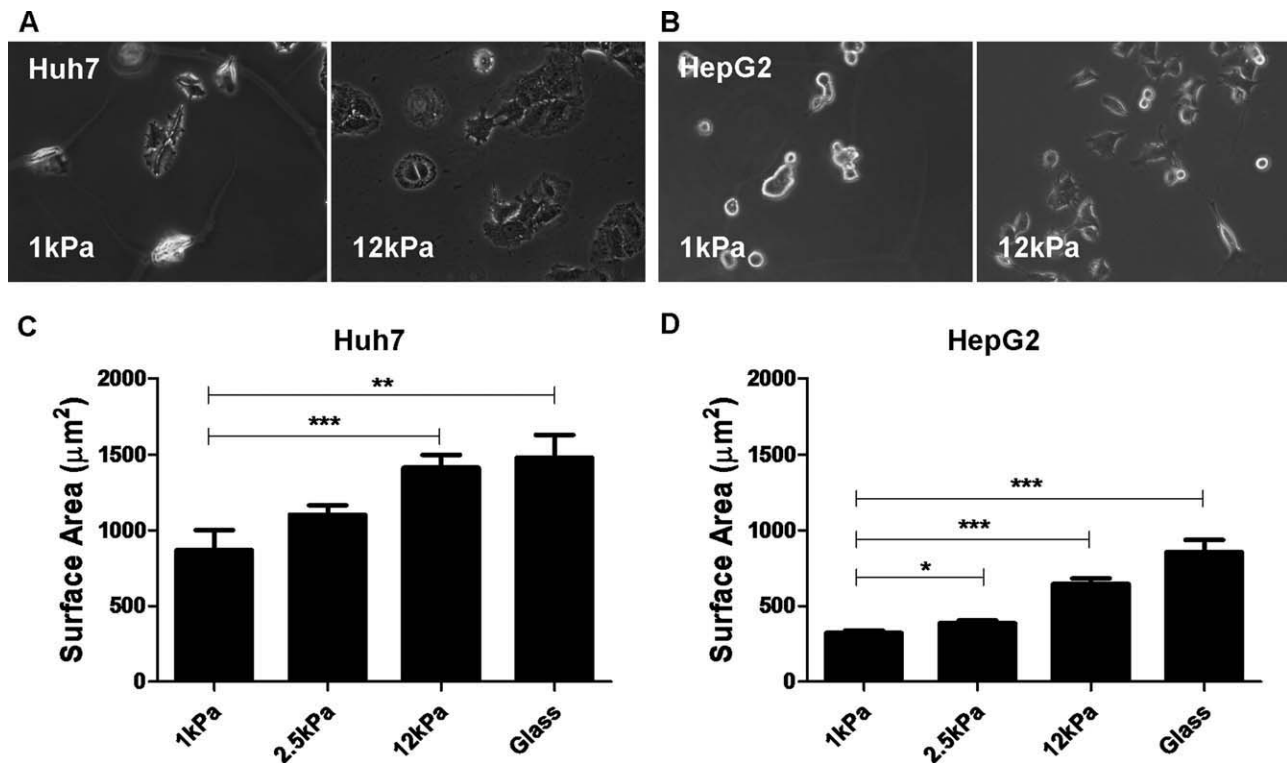 A
B
Huh7
1kPa
12kPa
HepG2
1kPa
12kPa
C
Huh7
Surface Area (μm²)
2000
1500
1000
500
0
**
***
1kPa
2.5kPa
12kPa
Glass
D
HepG2
Surface Area (μm²)
2000
1500
1000
500
0
***
***
*
1kPa
2.5kPa
12kPa
Glass